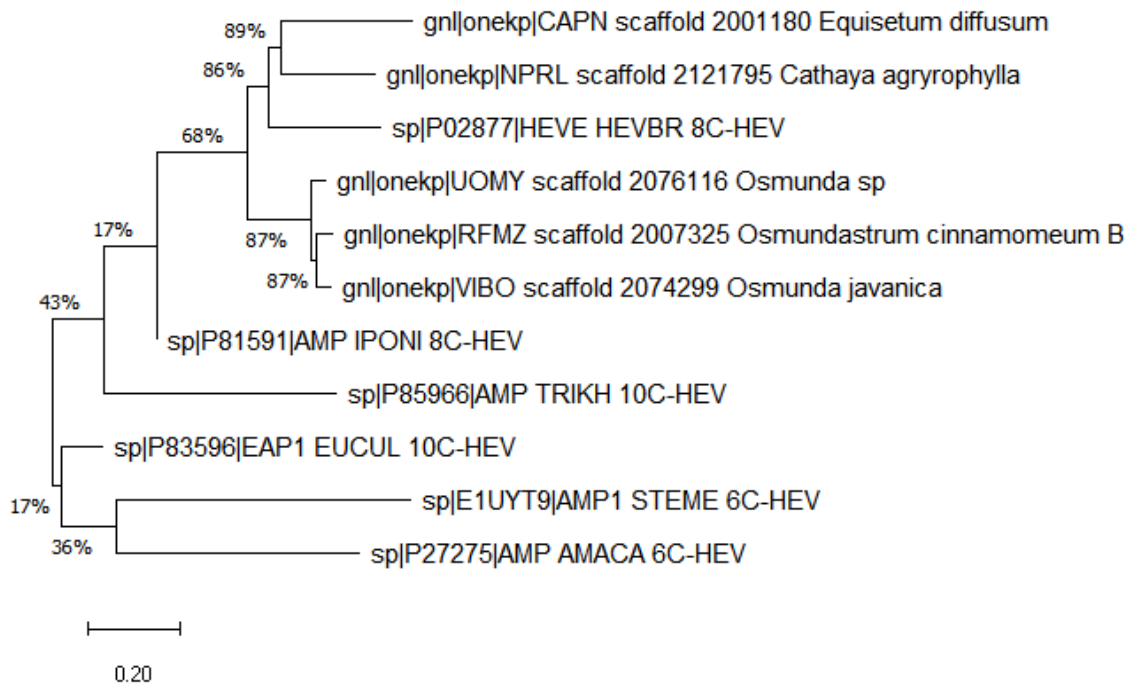 gnl|onekp|CAPN scaffold 2001180 Equisetum diffusum
89%
gnl|onekp|NPRL scaffold 2121795 Cathaya agryrophylla
86%
sp|P02877|HEVE HEVBR 8C-HEV
68%
gnl|onekp|UOMY scaffold 2076116 Osmunda sp
17%
87%
gnl|onekp|RFMZ scaffold 2007325 Osmundastrum cinnamomeum B
87%
gnl|onekp|VIBO scaffold 2074299 Osmunda javanica
43%
sp|P81591|AMP IPONI 8C-HEV
sp|P85966|AMP TRIKH 10C-HEV
sp|P83596|EAP1 EUCUL 10C-HEV
sp|E1UYT9|AMP1 STEME 6C-HEV
17%
36%
sp|P27275|AMP AMACA 6C-HEV
0.20